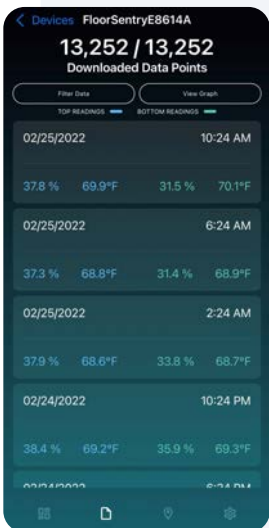 Devices FloorSentryE8614A
13,252 / 13,252
Downloaded Data Points
Filter Data View Graph
TOP READINGS BOTTOM READINGS
02/25/2022 10:24 AM
37.8 % 69.9°F 31.5 % 70.1°F
02/25/2022 6:24 AM
37.3 % 68.8°F 31.4 % 68.9°F
02/25/2022 2:24 AM
37.9 % 68.6°F 33.8 % 68.7°F
02/24/2022 10:24 PM
38.4 % 69.2°F 35.9 % 69.3°F